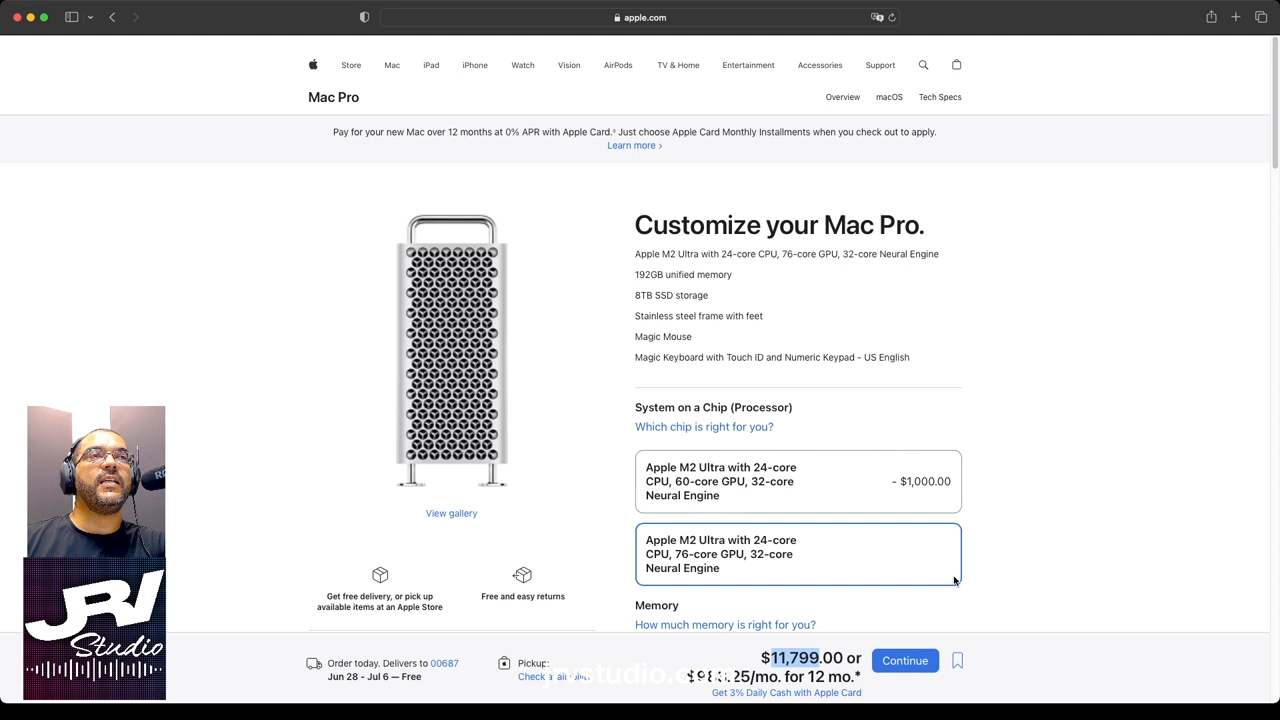 apple.com
Store Mac iPad iPhone Watch Vision AirPods TV & Home Entertainment Accessories Support
Mac Pro
Overview macOS Tech Specs
Pay for your new Mac over 12 months at 0% APR with Apple Card.◊ Just choose Apple Card Monthly Installments when you check out to apply.
Learn more ›
Customize your Mac Pro.
Apple M2 Ultra with 24-core CPU, 76-core GPU, 32-core Neural Engine
192GB unified memory
8TB SSD storage
Stainless steel frame with feet
Magic Mouse
Magic Keyboard with Touch ID and Numeric Keypad - US English
System on a Chip (Processor)
Which chip is right for you?
Apple M2 Ultra with 24-core
CPU, 60-core GPU, 32-core
Neural Engine
- $1,000.00
Apple M2 Ultra with 24-core
CPU, 76-core GPU, 32-core
Neural Engine
View gallery
Get free delivery, or pick up
available items at an Apple Store
Free and easy returns
Memory
How much memory is right for you?
Order today. Delivers to 00687
Jun 28 - Jul 6 — Free
Pickup:
Check availability
$11,799.00 or
/mo. for 12 mo.*
Get 3% Daily Cash with Apple Card
Continue
JRV
Studio